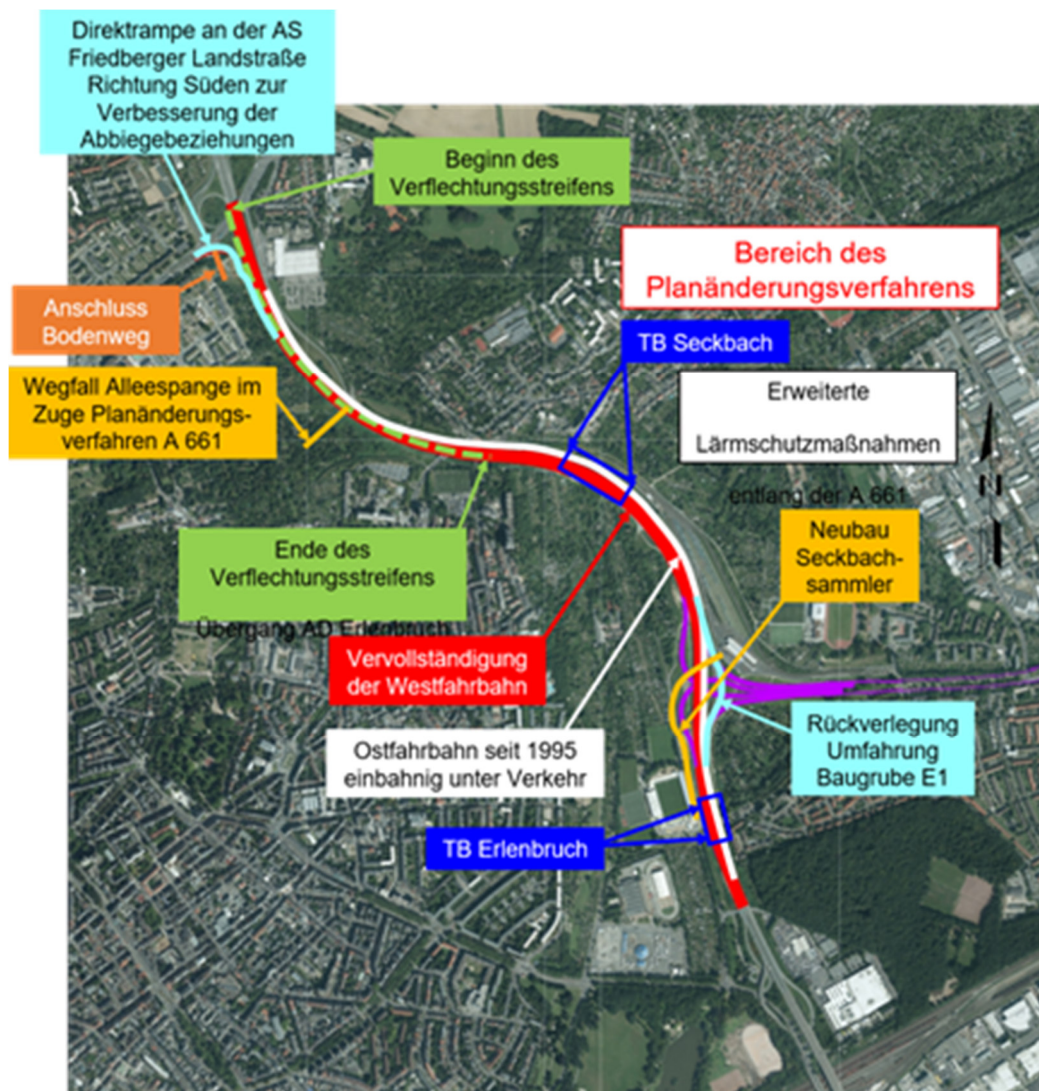 Direktrampe an der AS
Friedberger Landstraße
Richtung Süden zur
Verbesserung der
Abbiegebeziehungen
Beginn des
Verflechtungsstreifens
Bereich des
Planänderungsverfahrens
Anschluss
Bodenweg
TB Seckbach
Wegfall Alleespange im
Zuge Planänderungs-
verfahren A 661
Erweiterte
Lärmschutzmaßnahmen
entlang der A 661
Neubau
Seckbach-
sammler
Ende des
Verflechtungsstreifens
Übergang AD Erlenbruch
Vervollständigung
der Westfahrbahn
Rückverlegung
Umfahrung
Baugrube E1
Ostfahrbahn seit 1995
einbahnig unter Verkehr
TB Erlenbruch